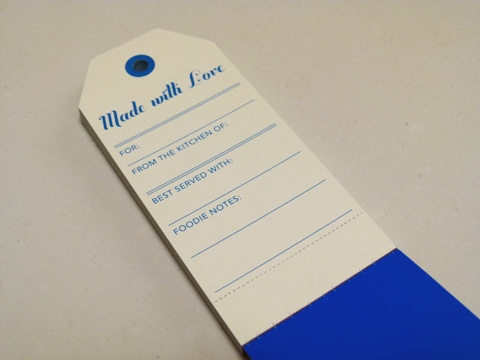 Made with Love
FOR:
FROM THE KITCHEN OF:
BEST SERVED WITH:
FOODIE NOTES: